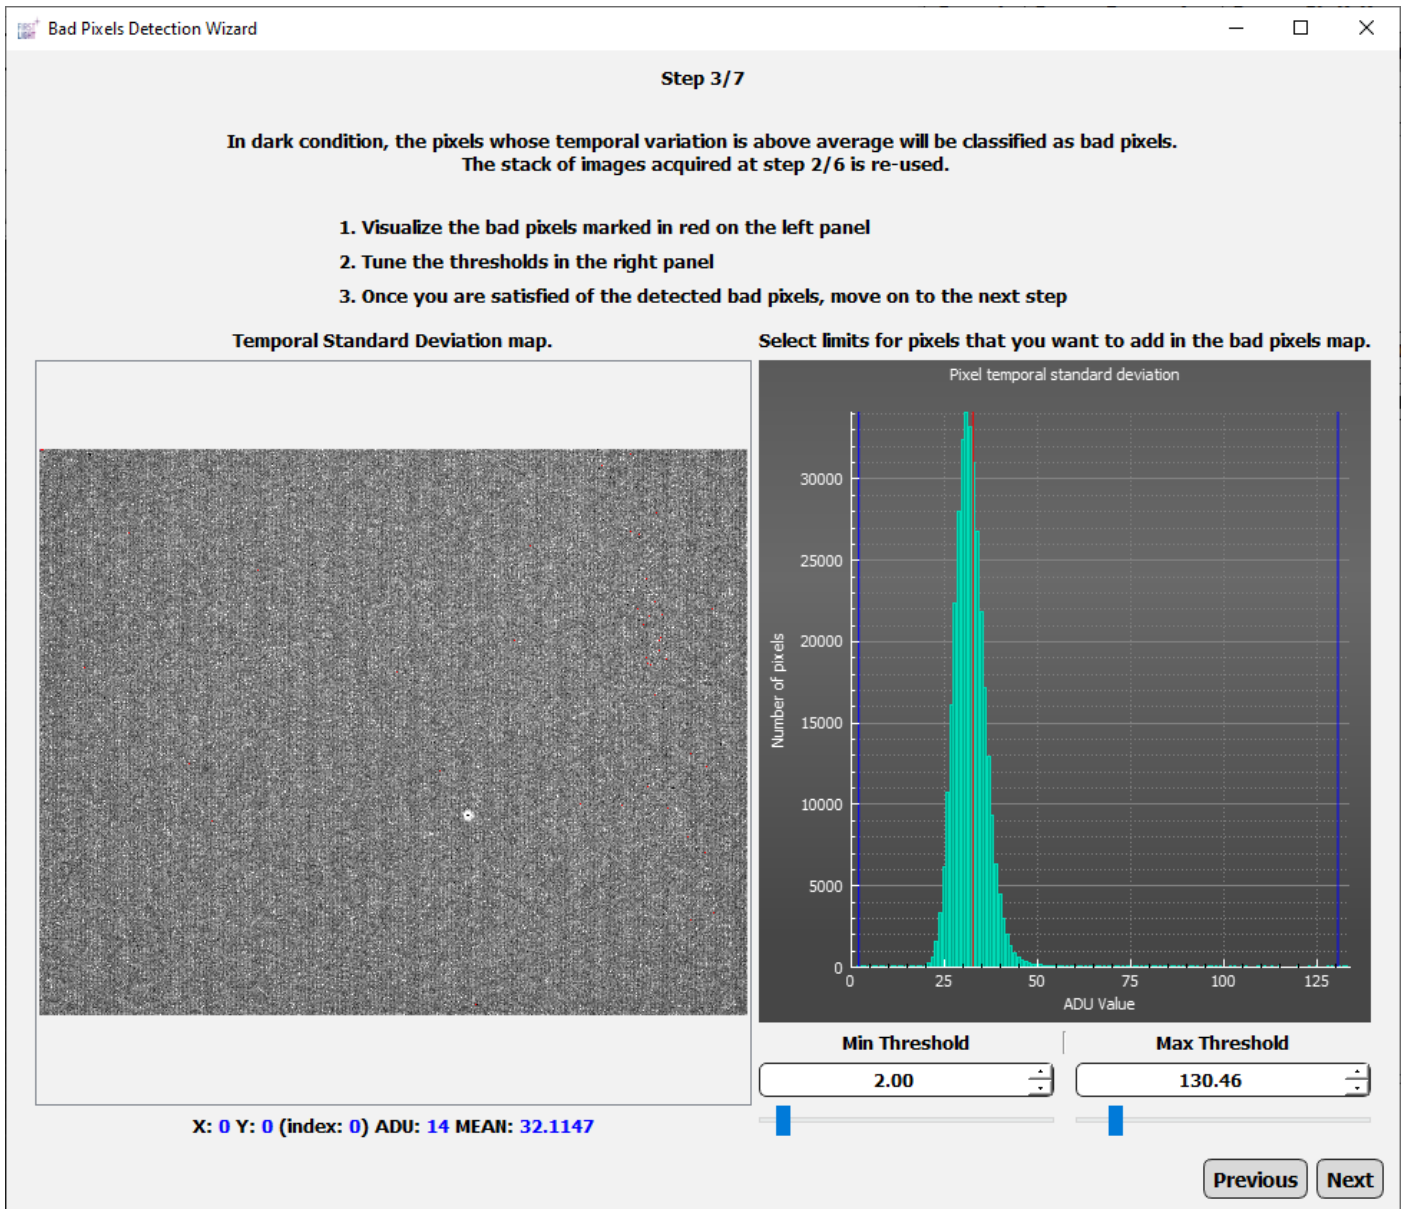 FIRST LIGHT Bad Pixels Detection Wizard
Step 3/7
In dark condition, the pixels whose temporal variation is above average will be classified as bad pixels.
The stack of images acquired at step 2/6 is re-used.
1. Visualize the bad pixels marked in red on the left panel
2. Tune the thresholds in the right panel
3. Once you are satisfied of the detected bad pixels, move on to the next step
Temporal Standard Deviation map.
Select limits for pixels that you want to add in the bad pixels map.
Pixel temporal standard deviation
Number of pixels
30000
25000
20000
15000
10000
5000
0
0 25 50 75 100 125
ADU Value
Min Threshold
Max Threshold
2.00
130.46
X: 0 Y: 0 (index: 0) ADU: 14 MEAN: 32.1147
Previous Next